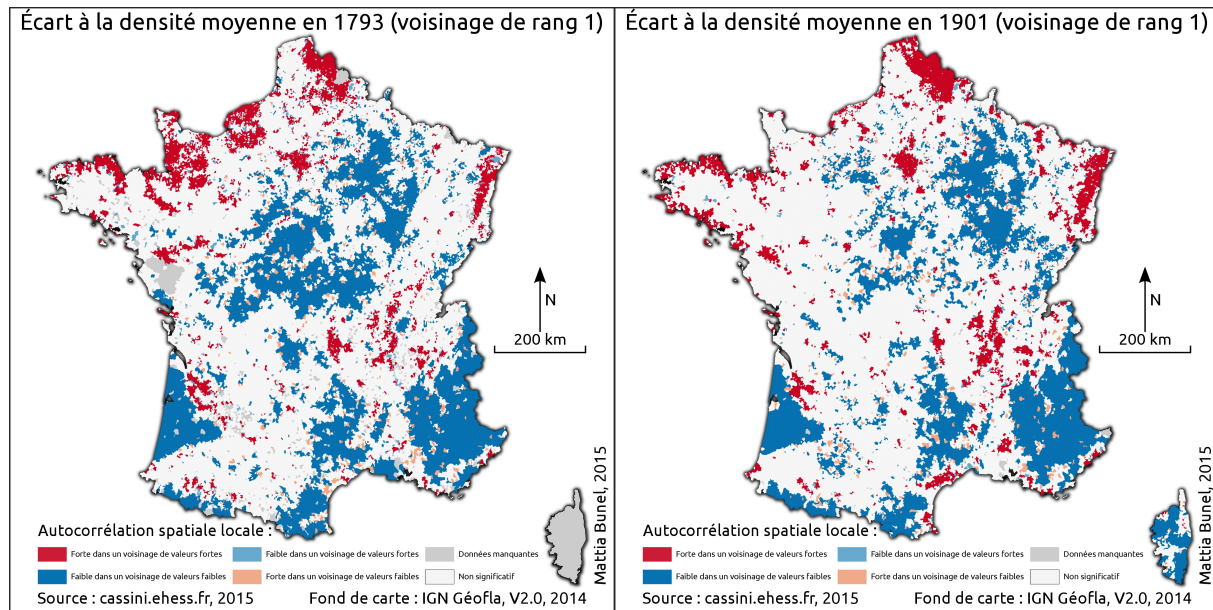 Écart à la densité moyenne en 1793 (voisinage de rang 1)
N
200 km
Mattia Bunel, 2015
Autocorrélation spatiale locale :
Forte dans un voisinage de valeurs fortes
Faible dans un voisinage de valeurs fortes
Données manquantes
Faible dans un voisinage de valeurs faibles
Forte dans un voisinage de valeurs faibles
Non significatif
Source : cassini.ehess.fr, 2015
Fond de carte : IGN Géofla, V2.0, 2014
Écart à la densité moyenne en 1901 (voisinage de rang 1)
N
200 km
Mattia Bunel, 2015
Autocorrélation spatiale locale :
Forte dans un voisinage de valeurs fortes
Faible dans un voisinage de valeurs fortes
Données manquantes
Faible dans un voisinage de valeurs faibles
Forte dans un voisinage de valeurs faibles
Non significatif
Source : cassini.ehess.fr, 2015
Fond de carte : IGN Géofla, V2.0, 2014